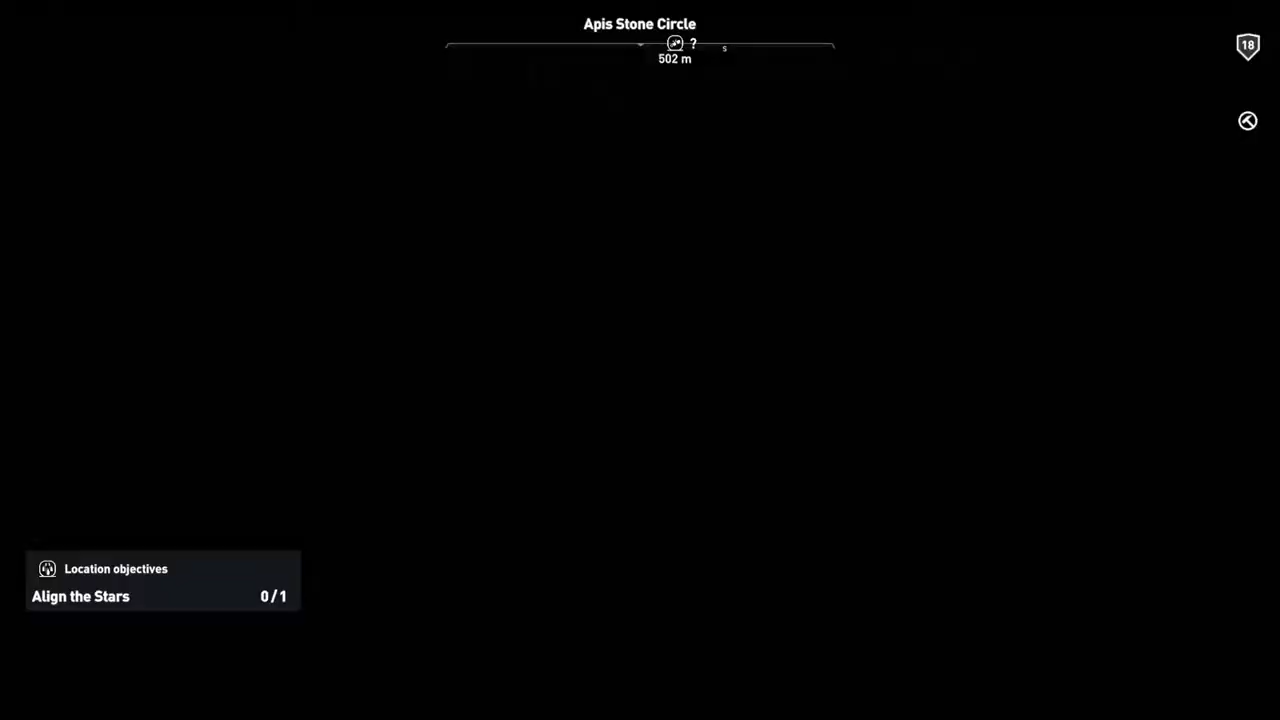 Apis Stone Circle
?
S
502 m
18
Location objectives
Align the Stars 0/1